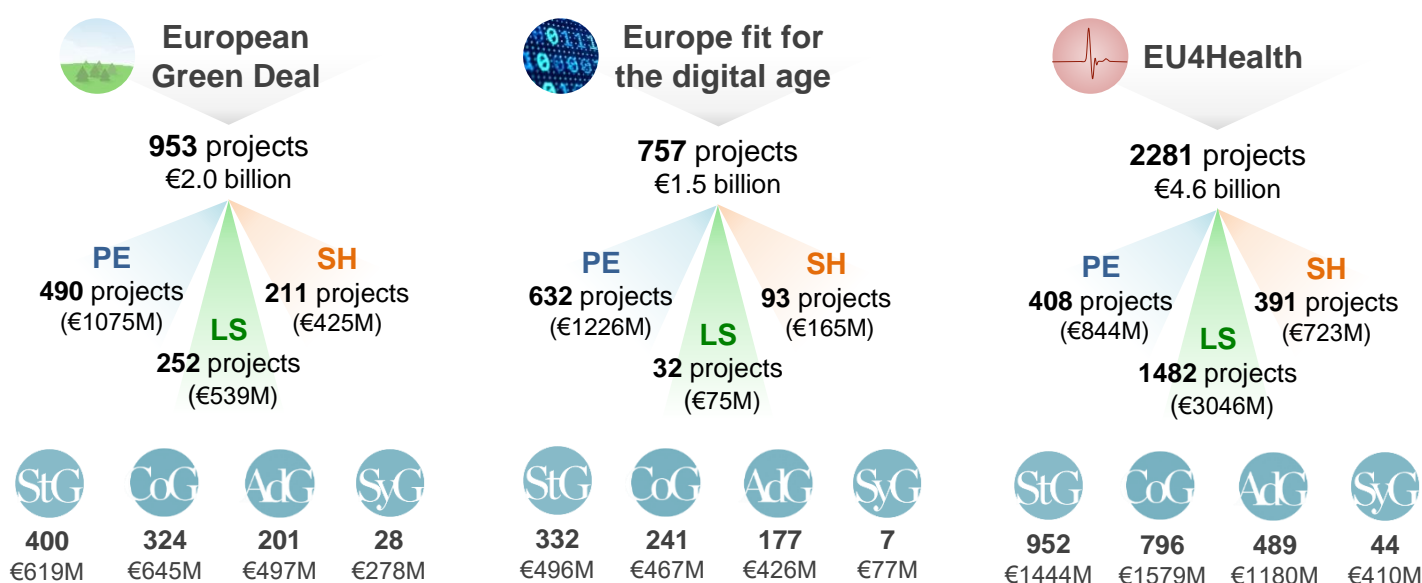 European
Green Deal
953 projects
€2.0 billion
PE
490 projects
(€1075M)
SH
211 projects
(€425M)
LS
252 projects
(€539M)
StG
CoG
AdG
SyG
400
324
201
28
€619M
€645M
€497M
€278M
Europe fit for
the digital age
757 projects
€1.5 billion
PE
632 projects
(€1226M)
SH
93 projects
(€165M)
LS
32 projects
(€75M)
StG
CoG
AdG
SyG
332
241
177
7
€496M
€467M
€426M
€77M
EU4Health
2281 projects
€4.6 billion
PE
408 projects
(€844M)
SH
391 projects
(€723M)
LS
1482 projects
(€3046M)
StG
CoG
AdG
SyG
952
796
489
44
€1444M
€1579M
€1180M
€410M